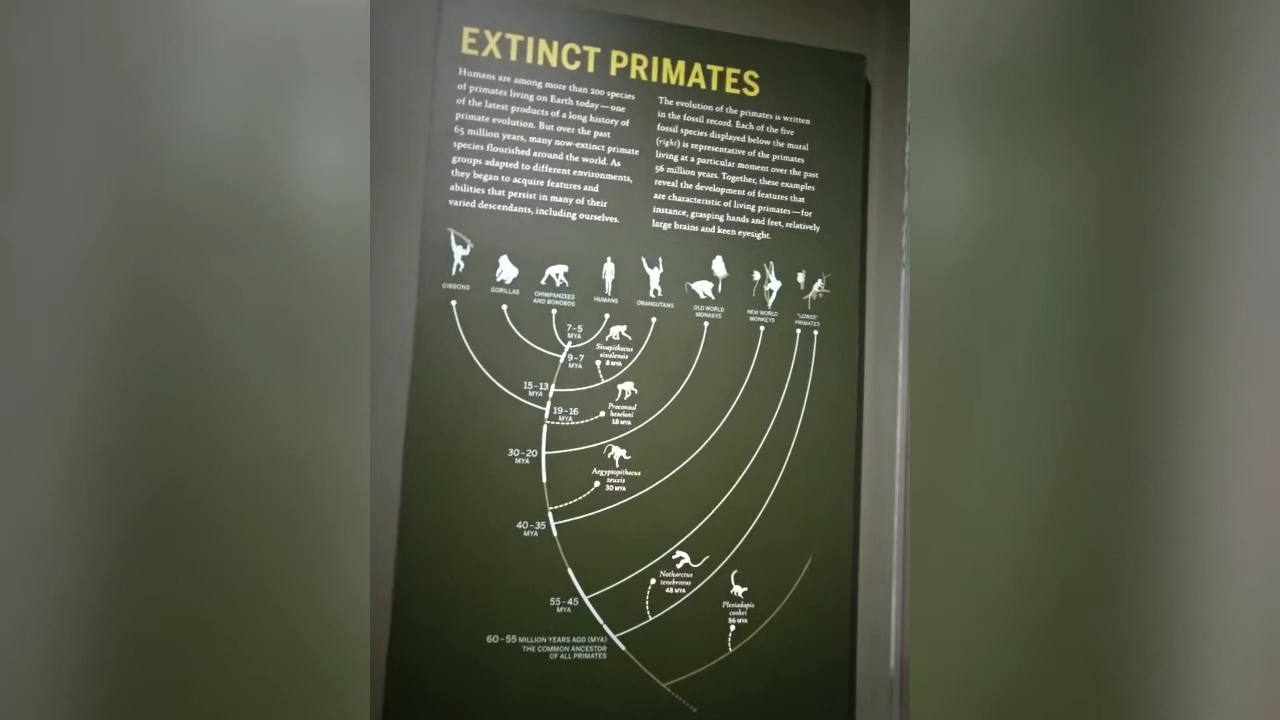 EXTINCT PRIMATES
Humans are among more than 200 species
of primates living on Earth today—one
of the latest products of a long history of
primate evolution. But over the past
65 million years, many now-extinct primate
species flourished around the world. As
groups adapted to different environments,
they began to acquire features and
abilities that persist in many of their
varied descendants, including ourselves.
The evolution of the primates is written
in the fossil record. Each of the five
fossil species displayed below the mural
(right) is representative of the primates
living at a particular moment over the past
56 million years. Together, these examples
reveal the development of features that
are characteristic of living primates—for
instance, grasping hands and feet, relatively
large brains and keen eyesight.
GIBBONS
GORILLAS
CHIMPANZEES
AND BONOBOS
HUMANS
ORANGUTANS
OLD WORLD
MONKEYS
NEW WORLD
MONKEYS
"LOWER"
PRIMATES
7–5
MYA
9–7
MYA
Sivapithecus
sivalensis
8 MYA
15–13
MYA
19–16
MYA
Proconsul
heseloni
18 MYA
30–20
MYA
Aegyptopithecus
zeuxis
30 MYA
40–35
MYA
55–45
MYA
Notharctus
tenebrosus
48 MYA
Plesiadapis
cookei
56 MYA
60–55 MILLION YEARS AGO (MYA)
THE COMMON ANCESTOR
OF ALL PRIMATES